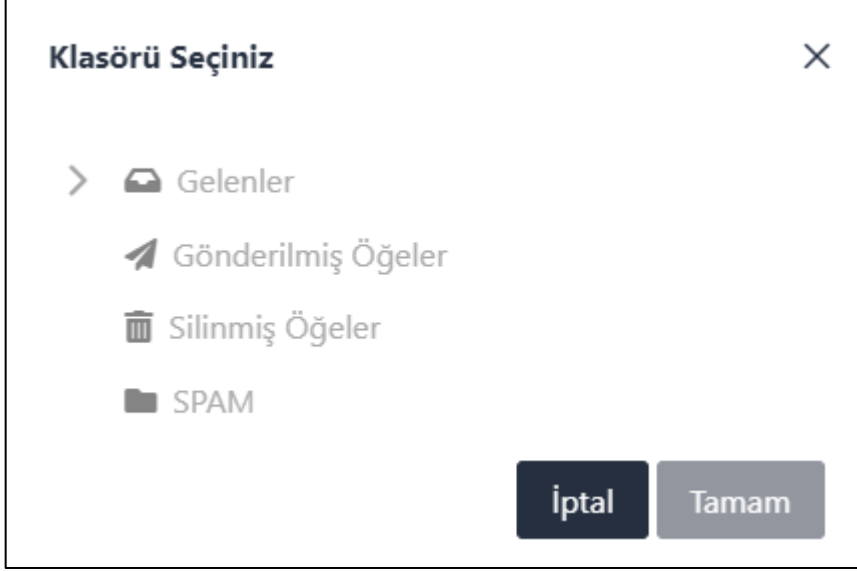 Klasörü Seçiniz
Gelenler
Gönderilmiş Öğeler
Silinmiş Öğeler
SPAM
İptal Tamam